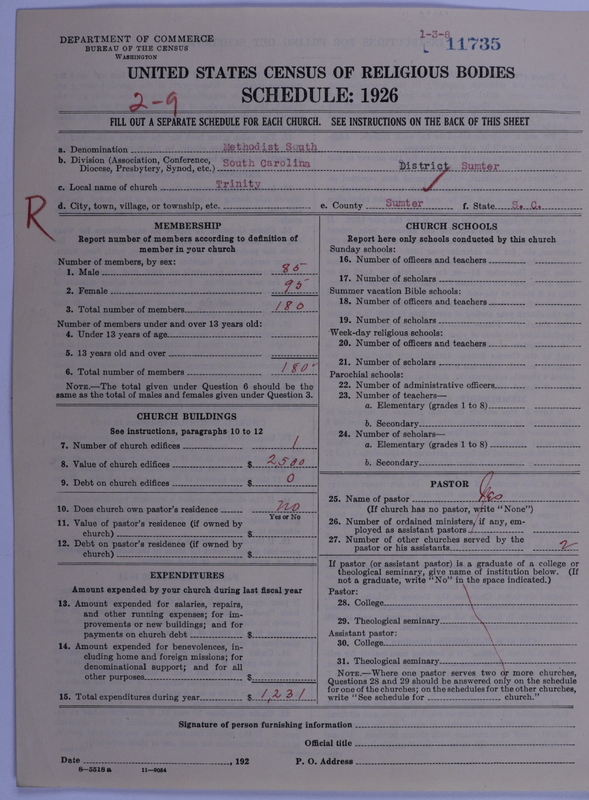 DEPARTMENT OF COMMERCE
BUREAU OF THE CENSUS
WASHINGTON
1-3-8
11735
UNITED STATES CENSUS OF RELIGIOUS BODIES
2-9
SCHEDULE: 1926
FILL OUT A SEPARATE SCHEDULE FOR EACH CHURCH. SEE INSTRUCTIONS ON THE BACK OF THIS SHEET
a. Denomination Methodist South
b. Division (Association, Conference, Diocese, Presbytery, Synod, etc.) South Carolina District Sumter
c. Local name of church Trinity
R
d. City, town, village, or township, etc. e. County Sumter f. State S. C.
MEMBERSHIP
Report number of members according to definition of
member in your church
Number of members, by sex:
1. Male 85
2. Female 95
3. Total number of members 180
Number of members under and over 13 years old:
4. Under 13 years of age
5. 13 years old and over
6. Total number of members 180
NOTE.—The total given under Question 6 should be the
same as the total of males and females given under Question 3.
CHURCH BUILDINGS
See instructions, paragraphs 10 to 12
7. Number of church edifices 1
8. Value of church edifices $ 2,500
9. Debt on church edifices $ 0
10. Does church own pastor's residence no
Yes or No
11. Value of pastor's residence (if owned by
church) $
12. Debt on pastor's residence (if owned by
church) $
EXPENDITURES
Amount expended by your church during last fiscal year
13. Amount expended for salaries, repairs,
and other running expenses; for im-
provements or new buildings; and for
payments on church debt $
14. Amount expended for benevolences, in-
cluding home and foreign missions; for
denominational support; and for all
other purposes $
15. Total expenditures during year $ 1,231
CHURCH SCHOOLS
Report here only schools conducted by this church
Sunday schools:
16. Number of officers and teachers
17. Number of scholars
Summer vacation Bible schools:
18. Number of officers and teachers
19. Number of scholars
Week-day religious schools:
20. Number of officers and teachers
21. Number of scholars
Parochial schools:
22. Number of administrative officers
23. Number of teachers—
a. Elementary (grades 1 to 8)
b. Secondary
24. Number of scholars—
a. Elementary (grades 1 to 8)
b. Secondary
PASTOR
25. Name of pastor Yes
(If church has no pastor, write "None")
26. Number of ordained ministers, if any, em-
ployed as assistant pastors
27. Number of other churches served by the
pastor or his assistants 2
If pastor (or assistant pastor) is a graduate of a college or
theological seminary, give name of institution below. (If
not a graduate, write "No" in the space indicated.)
Pastor:
28. College
29. Theological seminary
Assistant pastor:
30. College
31. Theological seminary
NOTE.—Where one pastor serves two or more churches,
Questions 28 and 29 should be answered only on the schedule
for one of the churches; on the schedules for the other churches,
write "See schedule for church."
Signature of person furnishing information
Official title
Date , 192 P. O. Address
8—5518 a 11—9034